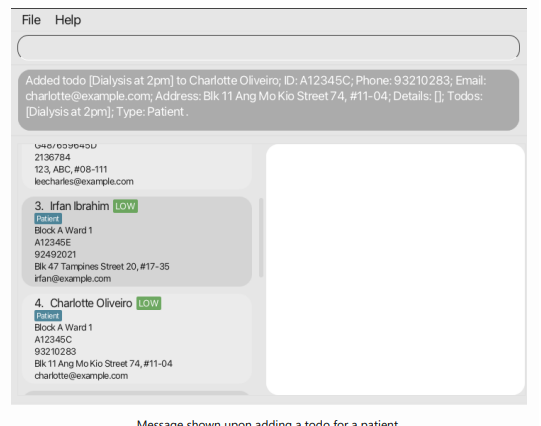 File Help
Added todo [Dialysis at 2pm] to Charlotte Oliveiro; ID: A12345C; Phone: 93210283; Email:
charlotte@example.com; Address: Blk 11 Ang Mo Kio Street 74, #11-04; Details: []; Todos:
[Dialysis at 2pm]; Type: Patient .
G487659645D
2136784
123, ABC, #08-111
leecharles@example.com
3. Irfan Ibrahim LOW
Patient
Block A Ward 1
A12345E
92492021
Blk 47 Tampines Street 20, #17-35
irfan@example.com
4. Charlotte Oliveiro LOW
Patient
Block A Ward 1
A12345C
93210283
Blk 11 Ang Mo Kio Street 74, #11-04
charlotte@example.com
Message shown upon adding a todo for a patient